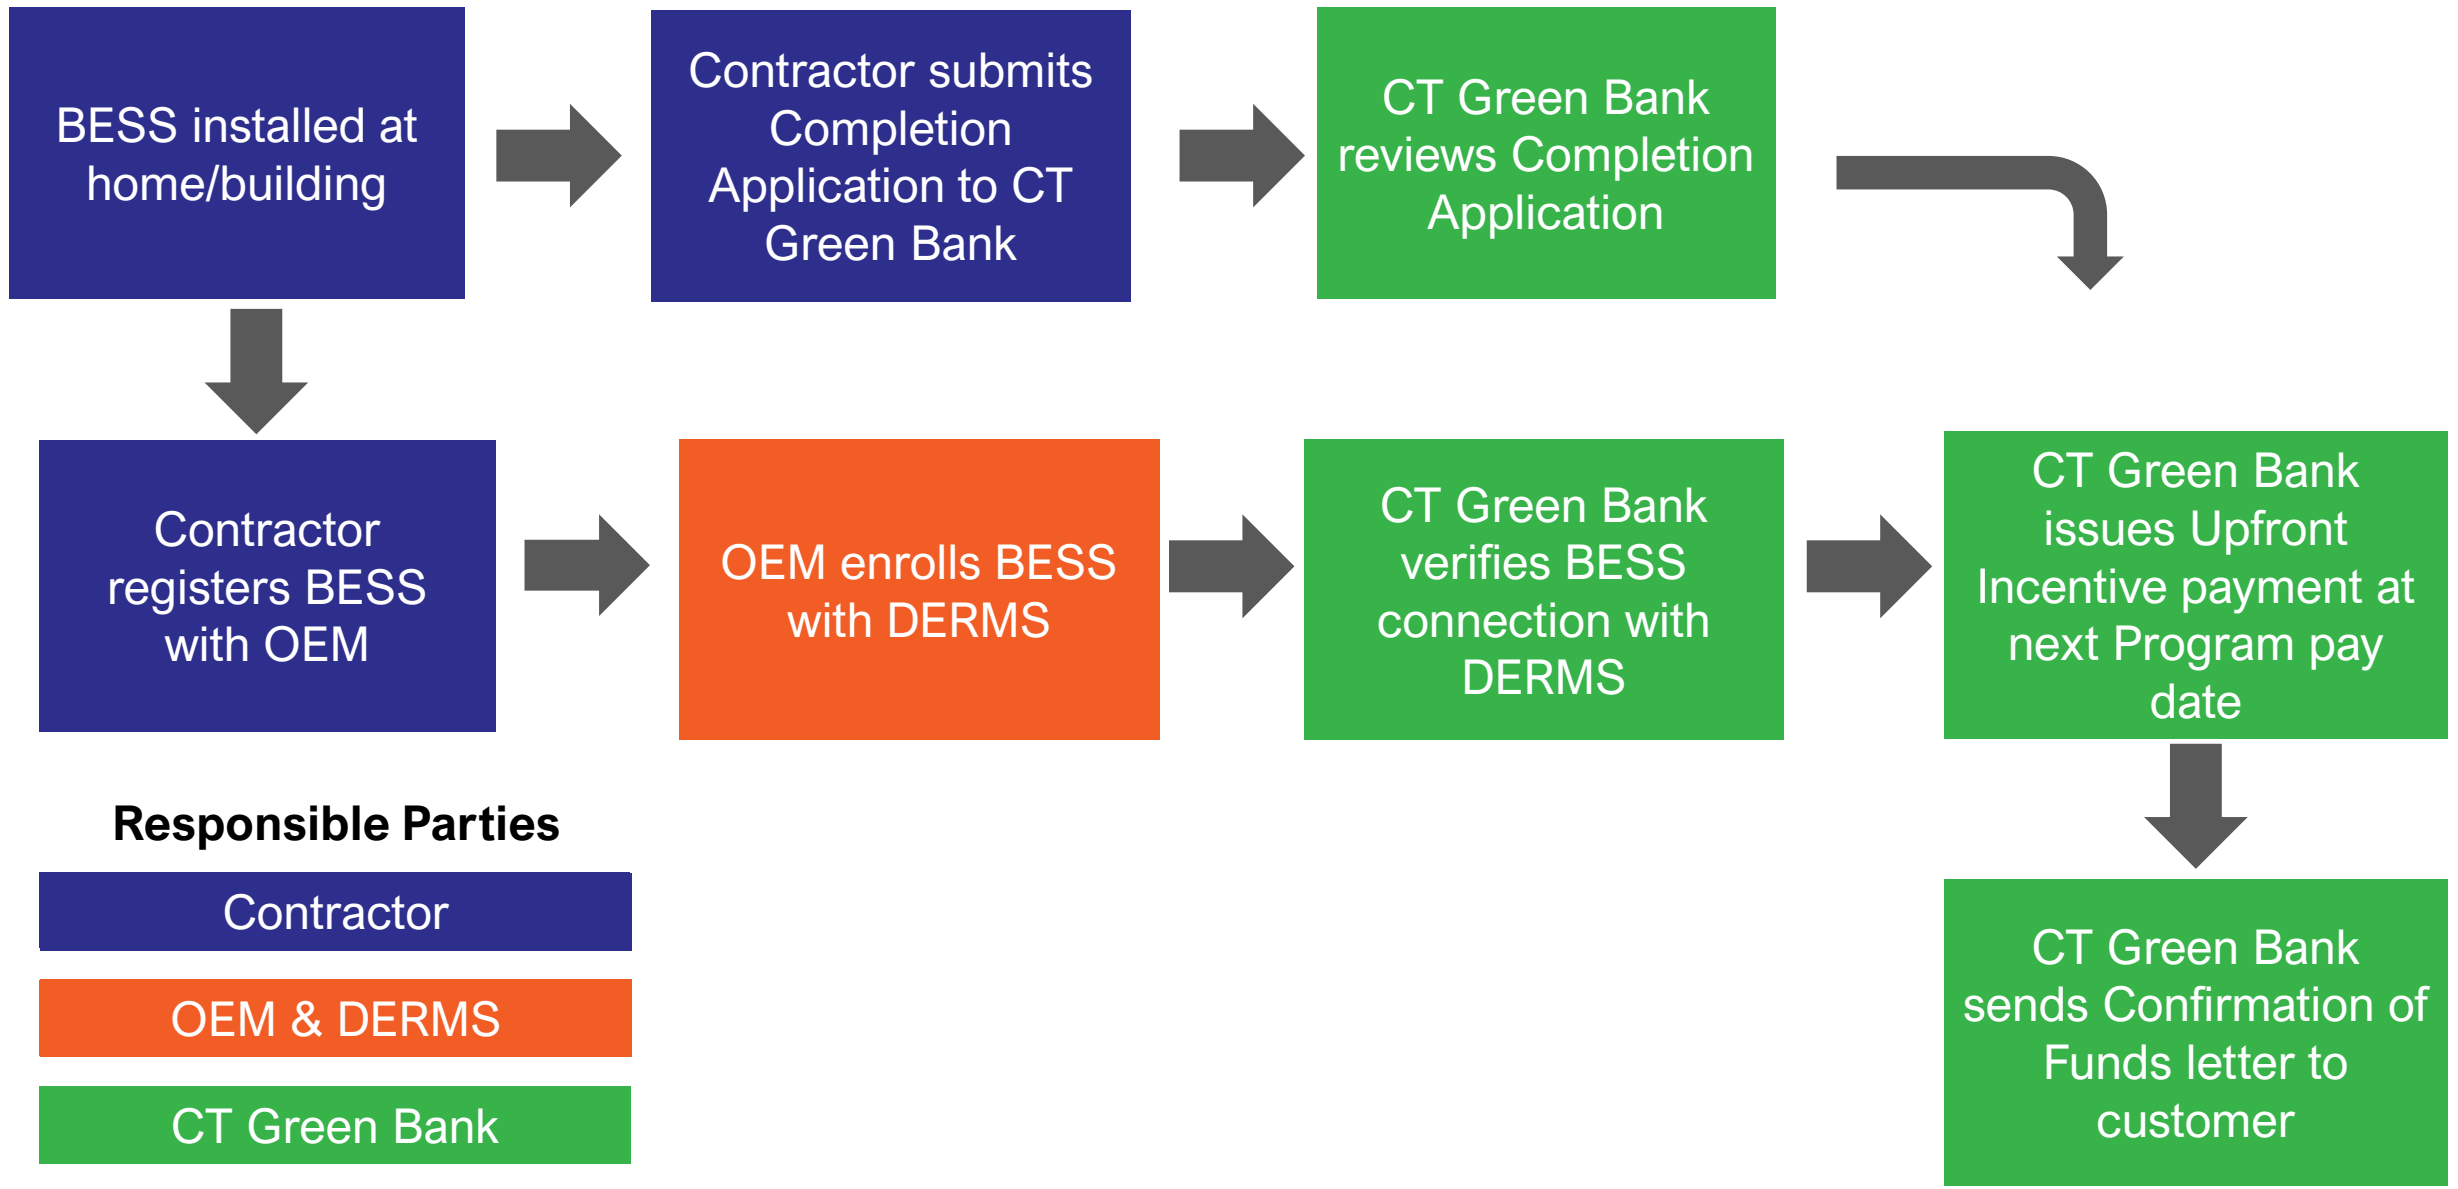 BESS installed at
home/building
Contractor submits
Completion
Application to CT
Green Bank
CT Green Bank
reviews Completion
Application
Contractor
registers BESS
with OEM
OEM enrolls BESS
with DERMS
CT Green Bank
verifies BESS
connection with
DERMS
CT Green Bank
issues Upfront
Incentive payment at
next Program pay
date
CT Green Bank
sends Confirmation of
Funds letter to
customer
Responsible Parties
Contractor
OEM & DERMS
CT Green Bank